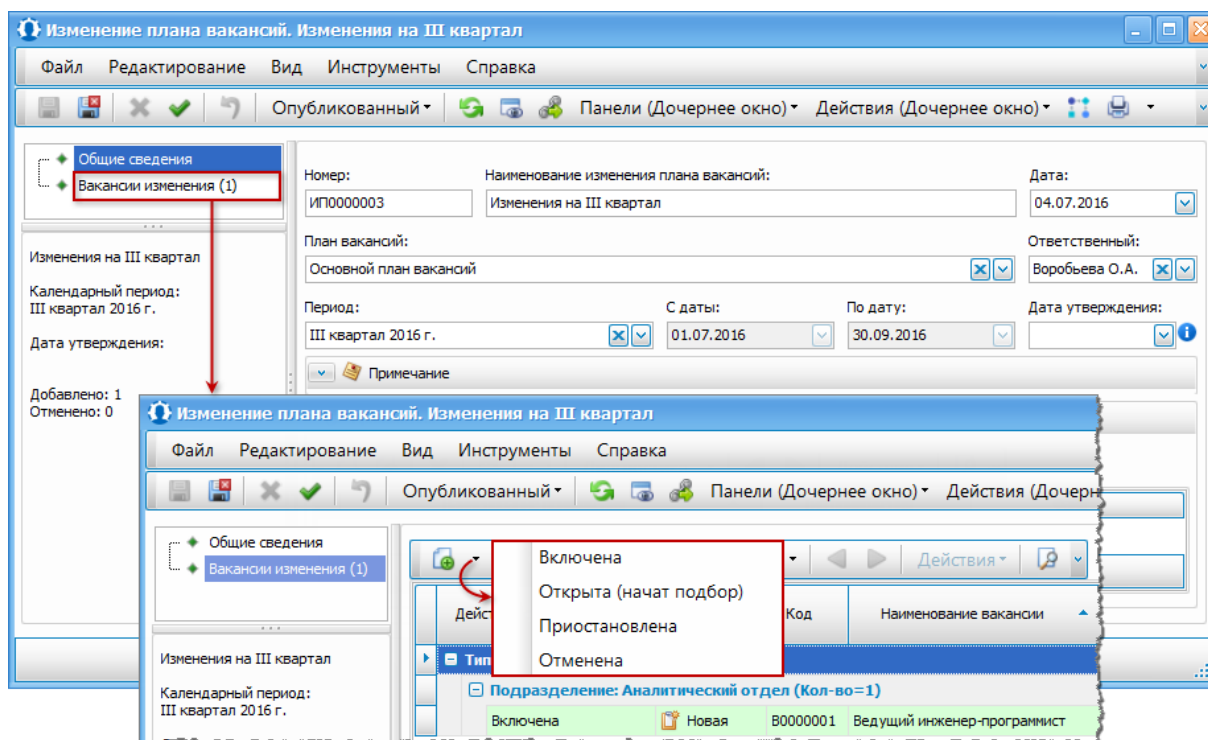 Изменение плана вакансий. Изменения на III квартал
Файл Редактирование Вид Инструменты Справка
Опубликованный Панели (Дочернее окно) Действия (Дочернее окно)
Общие сведения
Вакансии изменения (1)
Номер: Наименование изменения плана вакансий: Дата:
ИП0000003 Изменения на III квартал 04.07.2016
План вакансий: Ответственный:
Основной план вакансий Воробьева О.А.
Период: С даты: По дату: Дата утверждения:
III квартал 2016 г. 01.07.2016 30.09.2016
Примечание
Изменения на III квартал
Календарный период:
III квартал 2016 г.
Дата утверждения:
Добавлено: 1
Отменено: 0
Изменение плана вакансий. Изменения на III квартал
Файл Редактирование Вид Инструменты Справка
Опубликованный Панели (Дочернее окно) Действия (Дочерн
Общие сведения
Вакансии изменения (1)
Изменения на III квартал
Календарный период:
III квартал 2016 г.
Включена
Открыта (начат подбор)
Приостановлена
Отменена
Действия
Дейс Код Наименование вакансии
Тип
Подразделение: Аналитический отдел (Кол-во=1)
Включена Новая В0000001 Ведущий инженер-программист